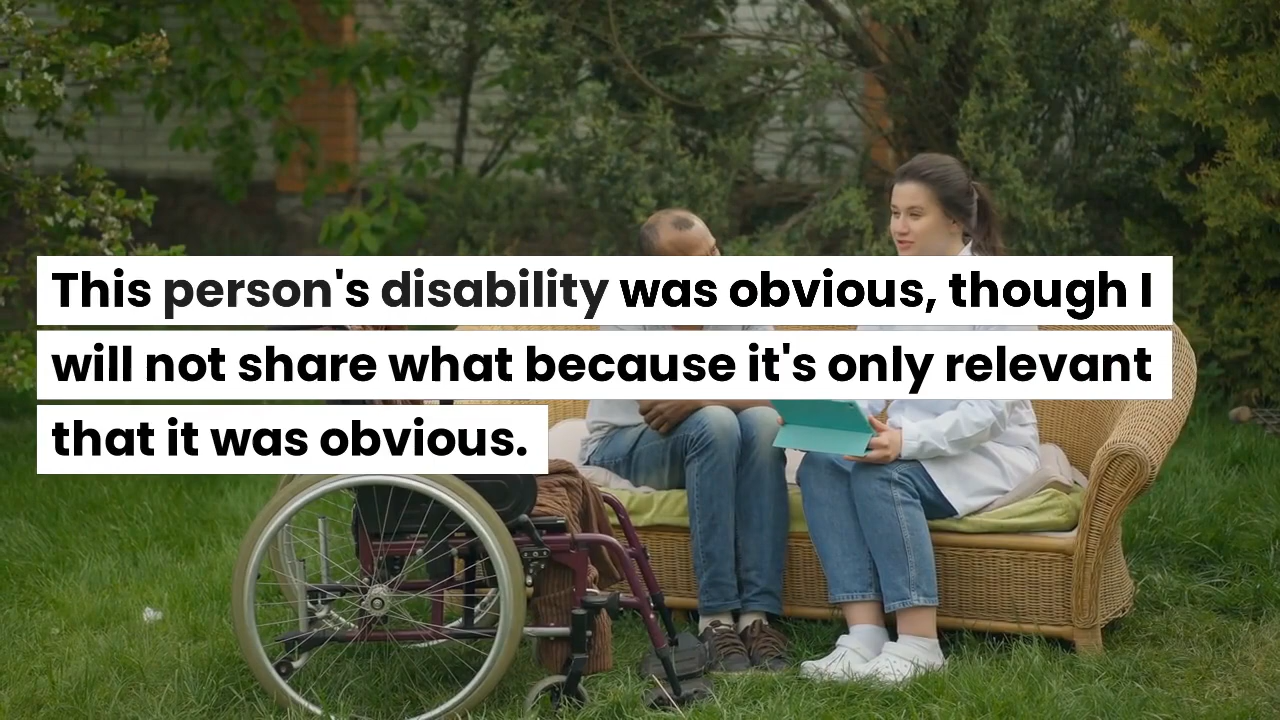 This person's disability was obvious, though I
will not share what because it's only relevant
that it was obvious.